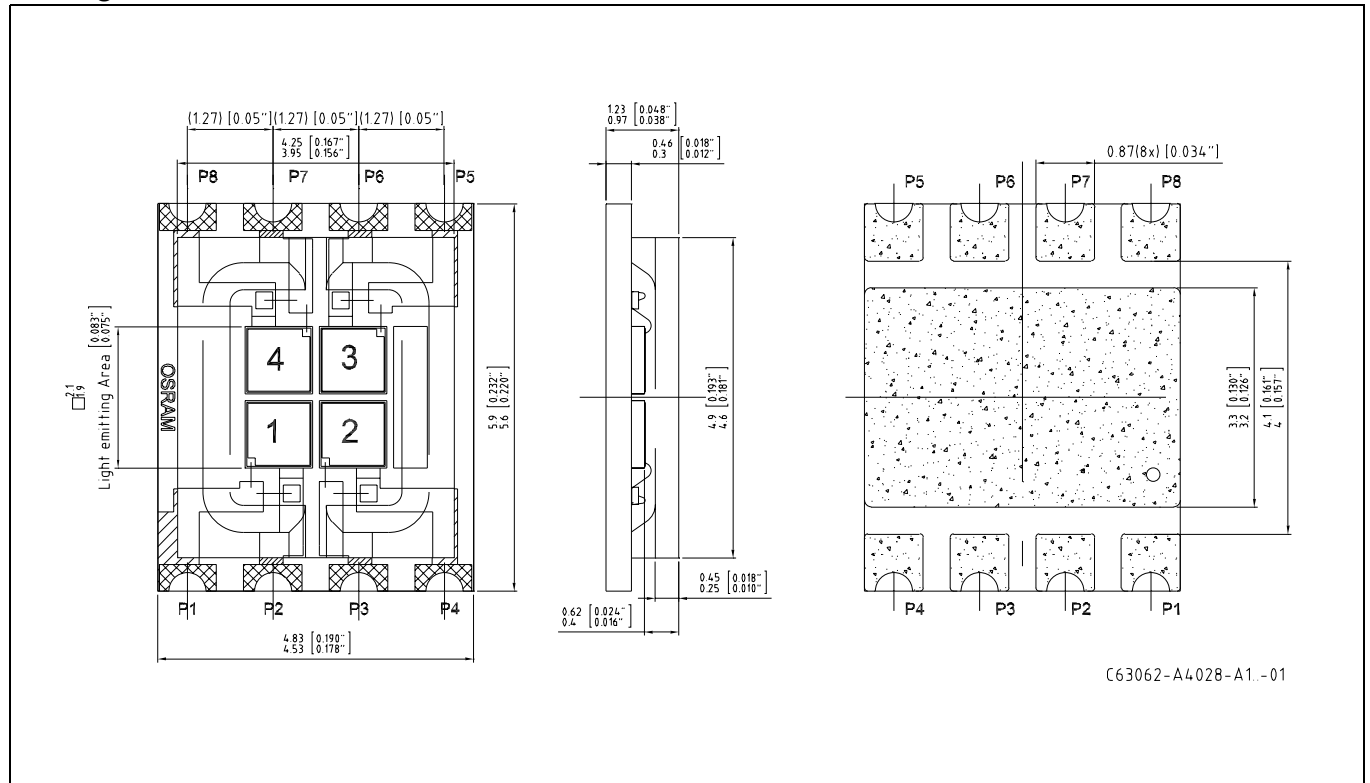 (1.27) [0.05"](1.27) [0.05"](1.27) [0.05"]
4.25 [0.167"]
3.95 [0.156"]
P8 P7 P6 P5
4 3
1 2
OSRAM
□2.1
1.9
Light emitting Area [0.083"]
[0.075"]
5.9 [0.232"]
5.6 [0.220"]
P1 P2 P3 P4
4.83 [0.190"]
4.53 [0.178"]
1.23 [0.048"]
0.97 [0.038"]
0.46 [0.018"]
0.3 [0.012"]
4.9 [0.193"]
4.6 [0.181"]
0.45 [0.018"]
0.25 [0.010"]
0.62 [0.024"]
0.4 [0.016"]
0.87(8x) [0.034"]
P5 P6 P7 P8
3.3 [0.130"]
3.2 [0.126"]
4.1 [0.161"]
4 [0.157"]
P4 P3 P2 P1
C63062-A4028-A1..-01